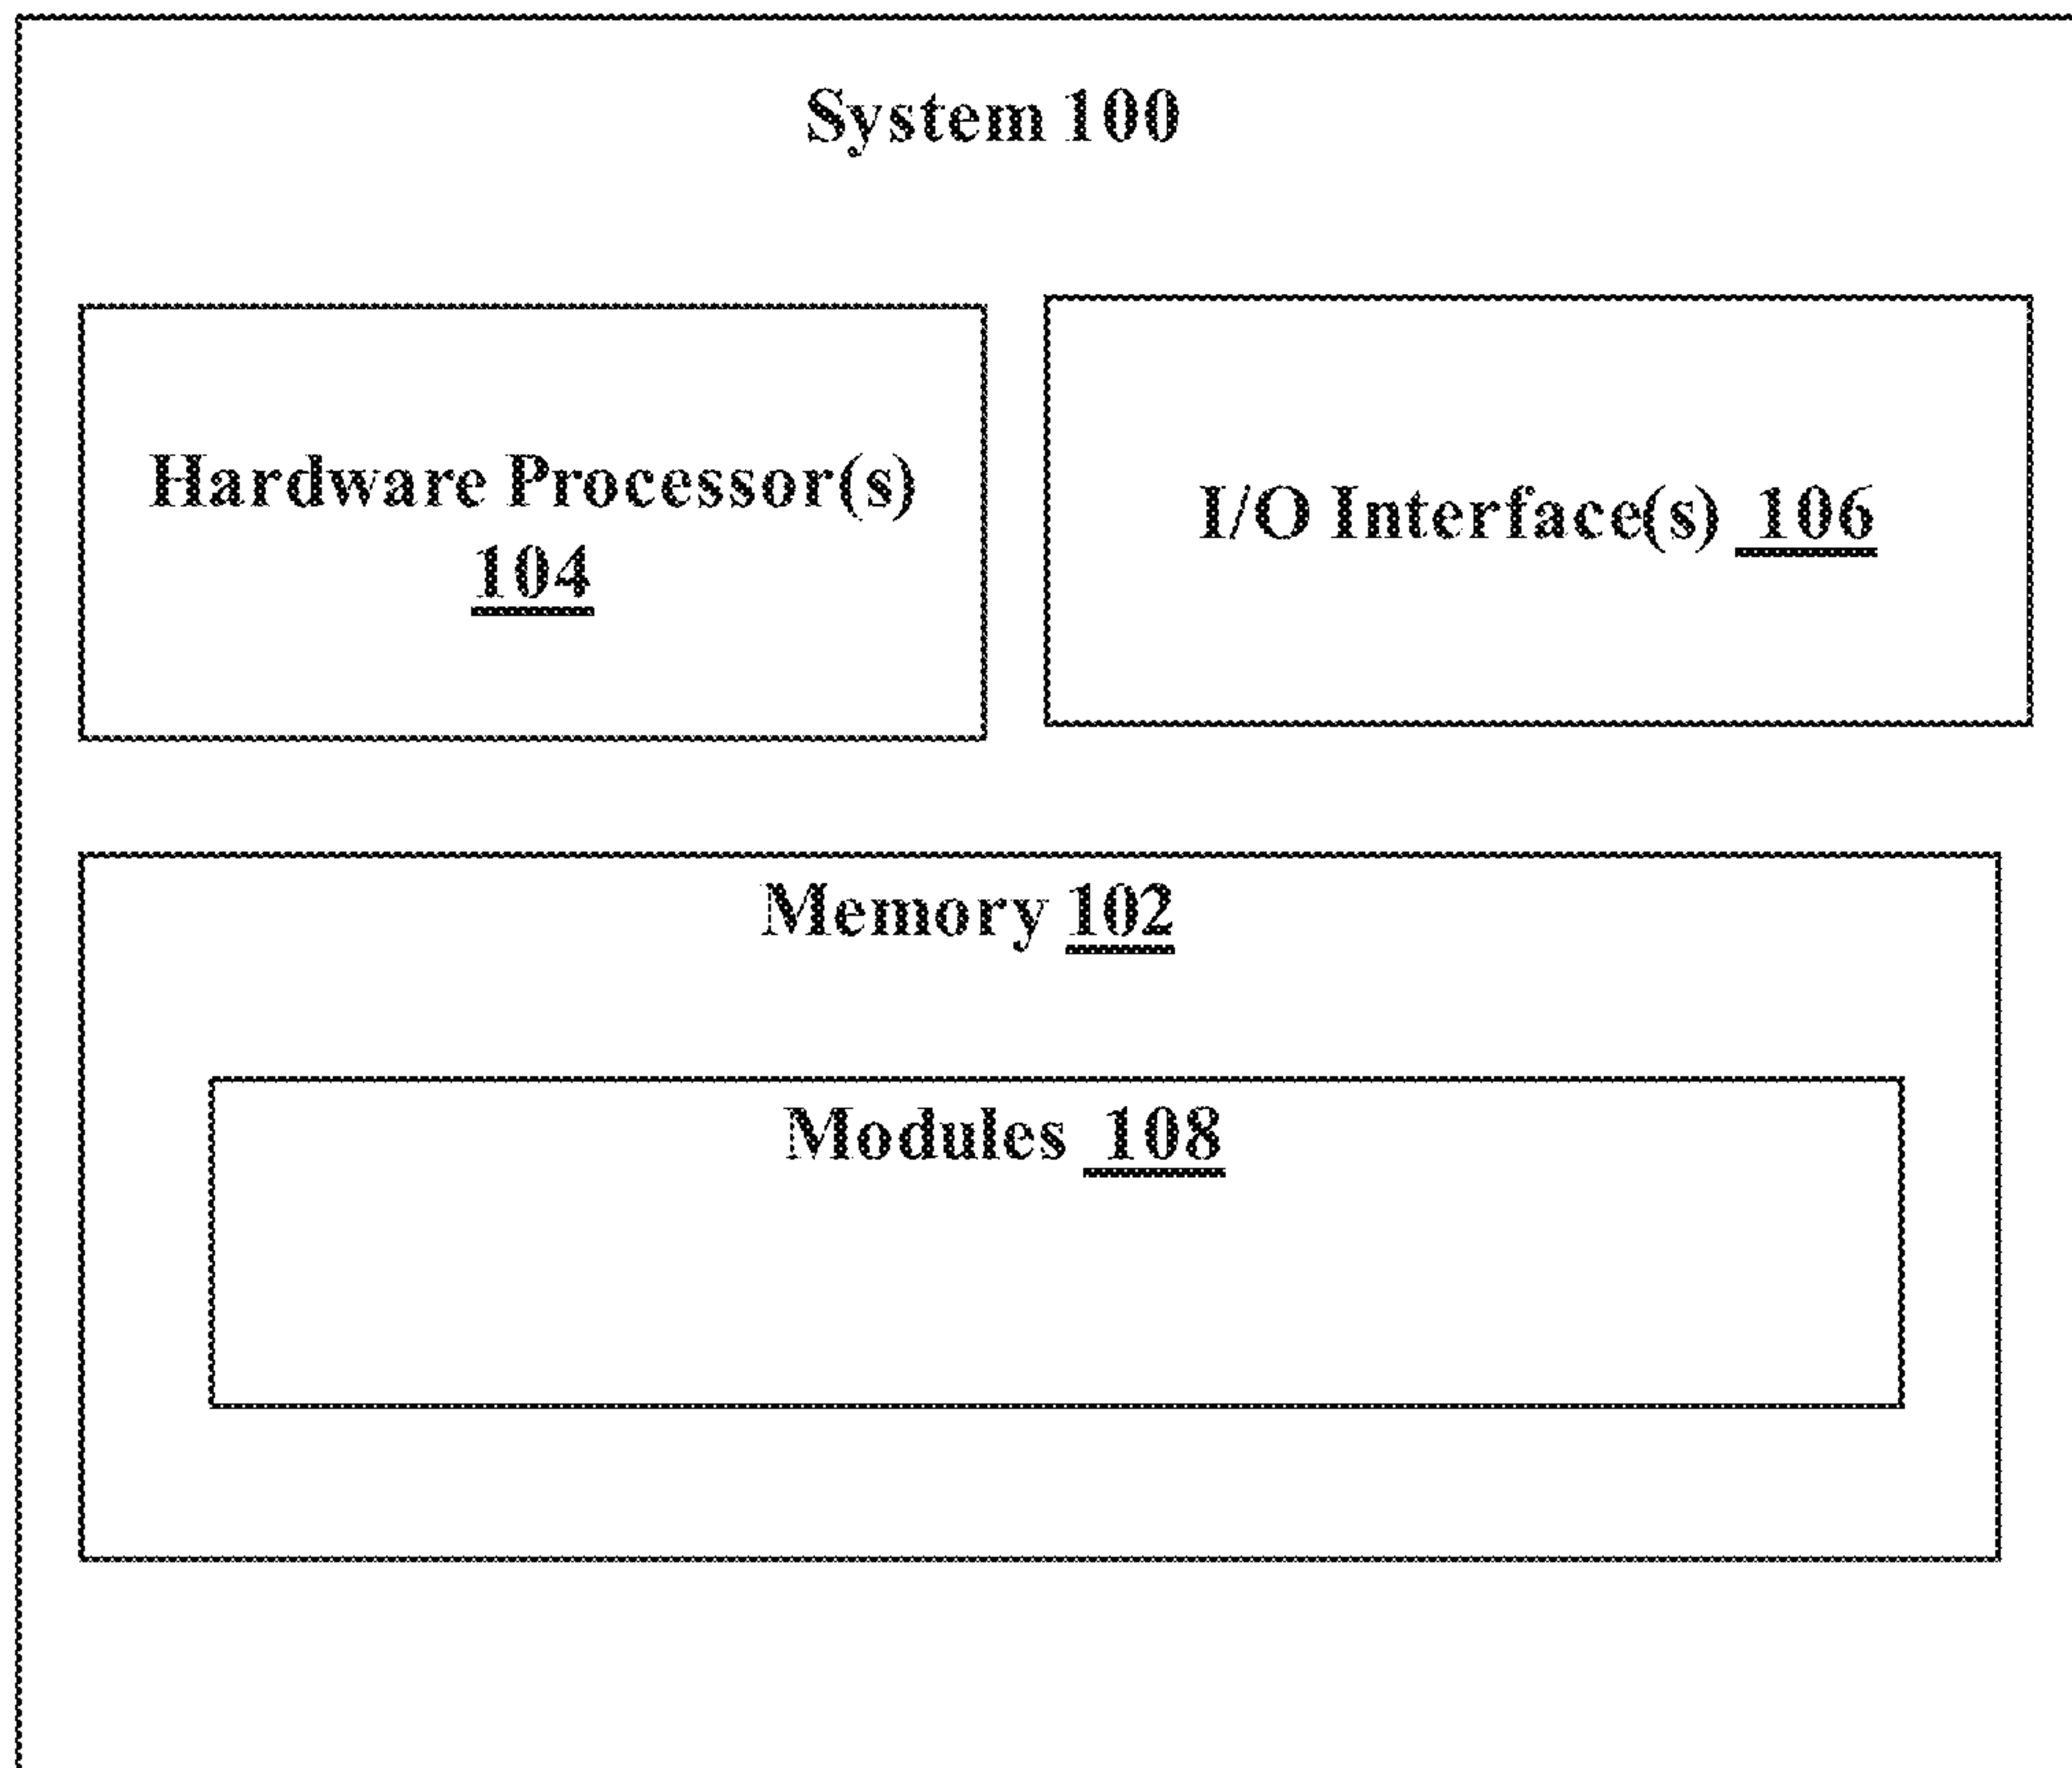 System 100
Hardware Processor(s)
104
I/O Interface(s) 106
Memory 102
Modules 108